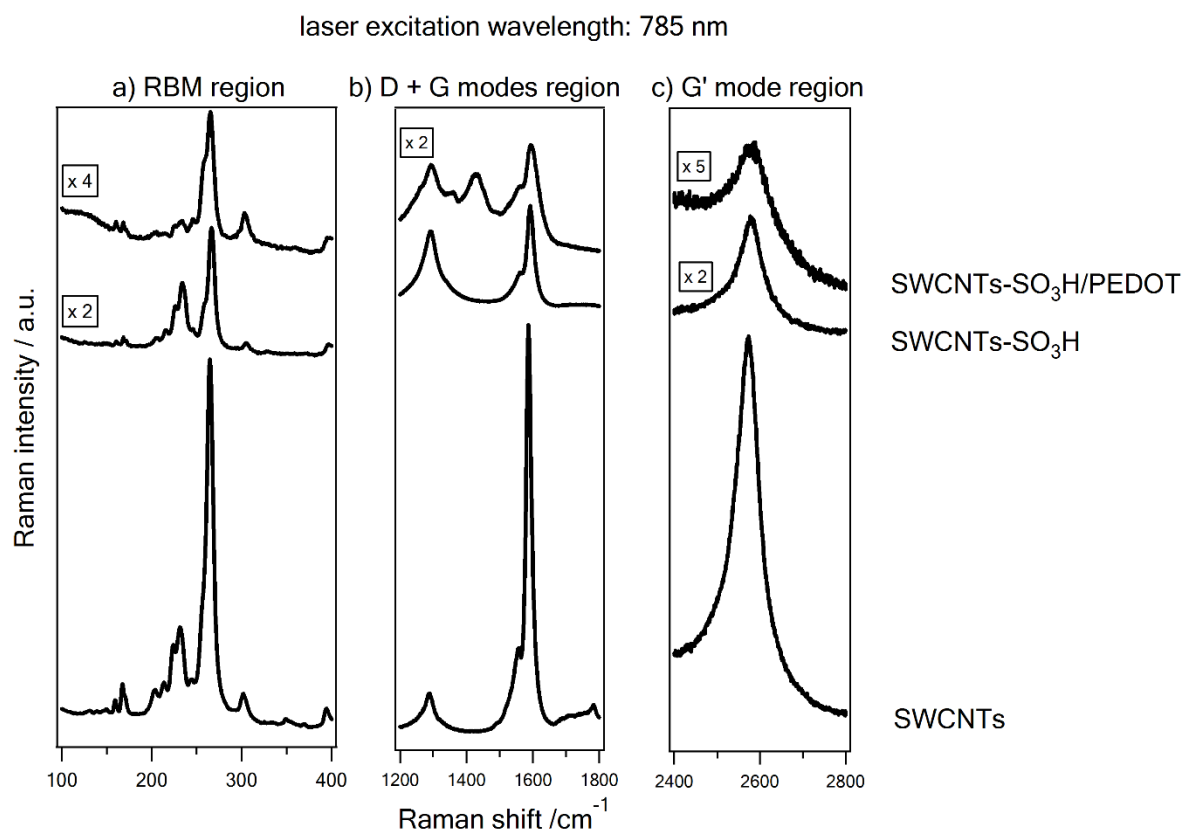 laser excitation wavelength: 785 nm
a) RBM region
b) D + G modes region
c) G' mode region
x 4
x 2
x 2
x 5
x 2
SWCNTs-SO₃H/PEDOT
SWCNTs-SO₃H
SWCNTs
Raman intensity / a.u.
100 200 300 400
1200 1400 1600 1800
2400 2600 2800
Raman shift /cm⁻¹